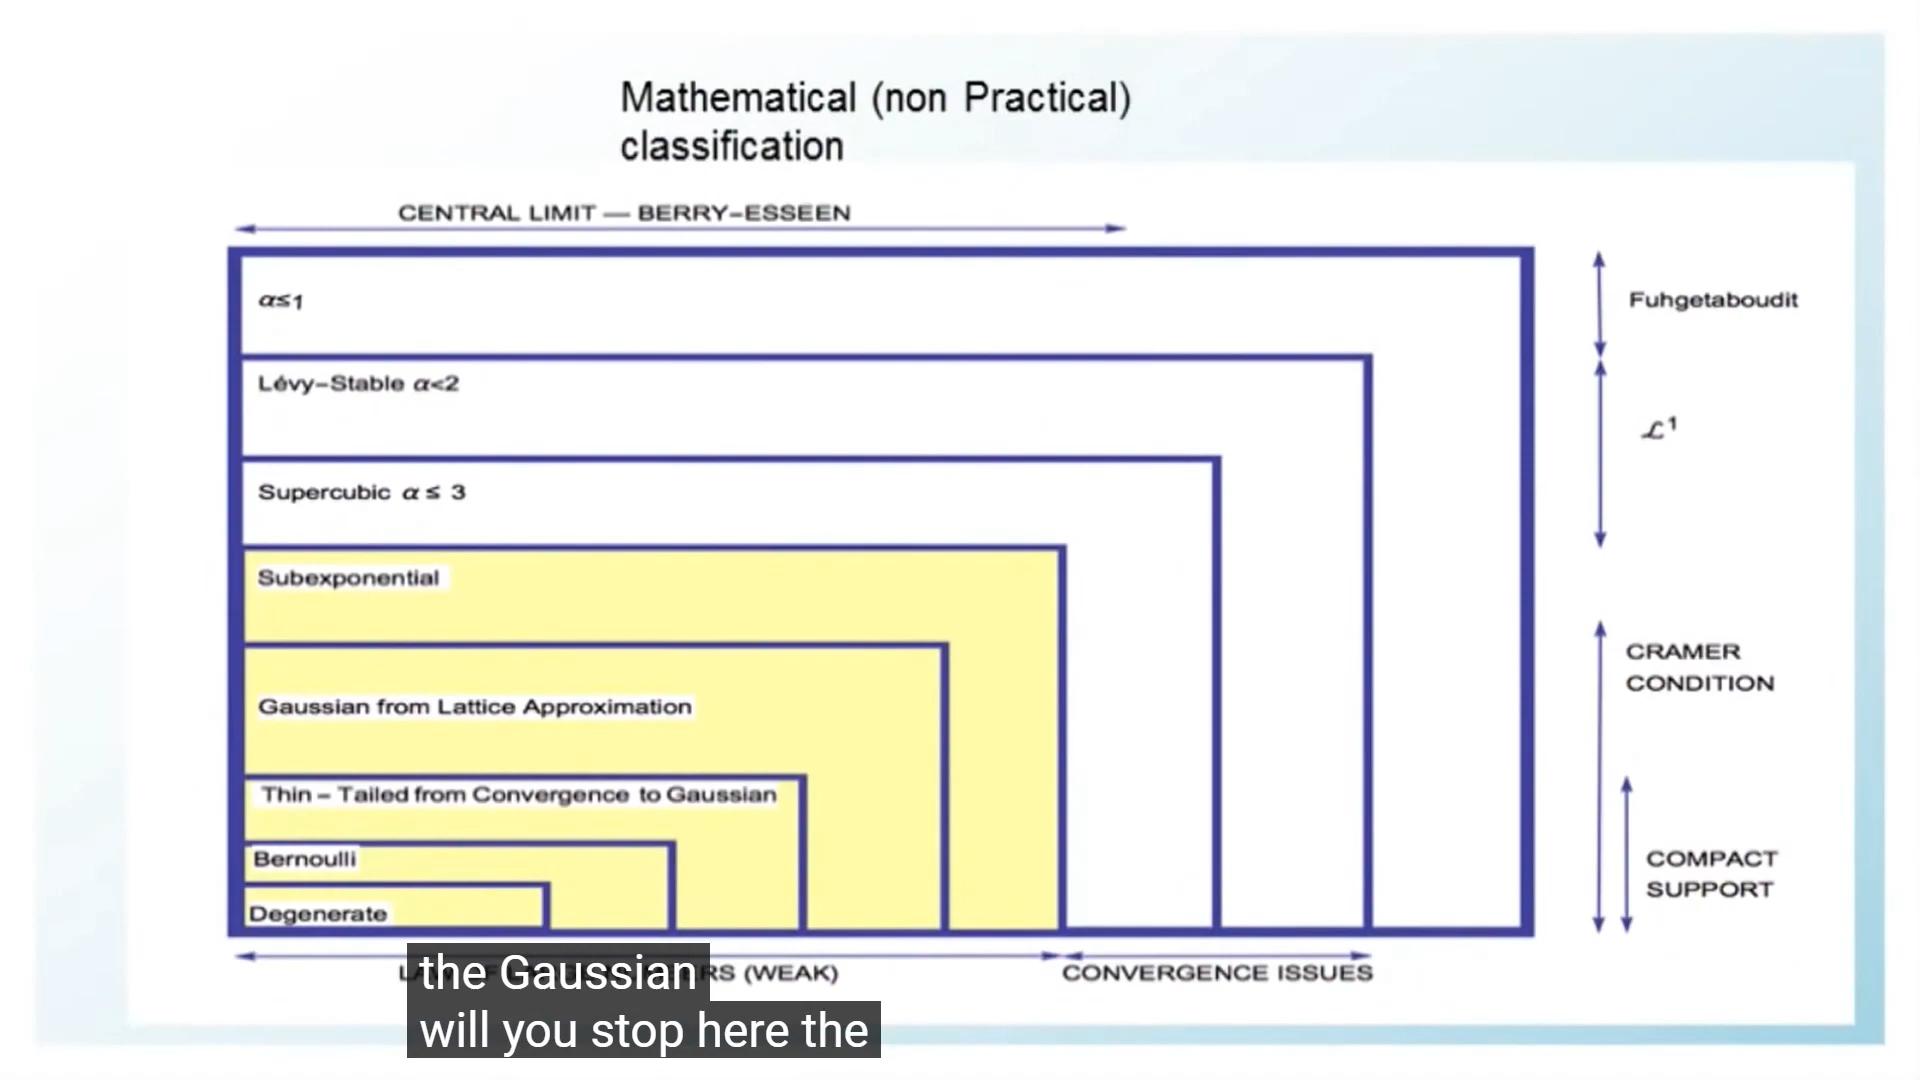 Mathematical (non Practical)
classification
CENTRAL LIMIT — BERRY–ESSEEN
α≤1
Fuhgetaboudit
Lévy–Stable α<2
ℒ¹
Supercubic α ≤ 3
Subexponential
CRAMER
CONDITION
Gaussian from Lattice Approximation
Thin – Tailed from Convergence to Gaussian
Bernoulli
COMPACT
SUPPORT
Degenerate
(WEAK)
CONVERGENCE ISSUES
the Gaussian
will you stop here the